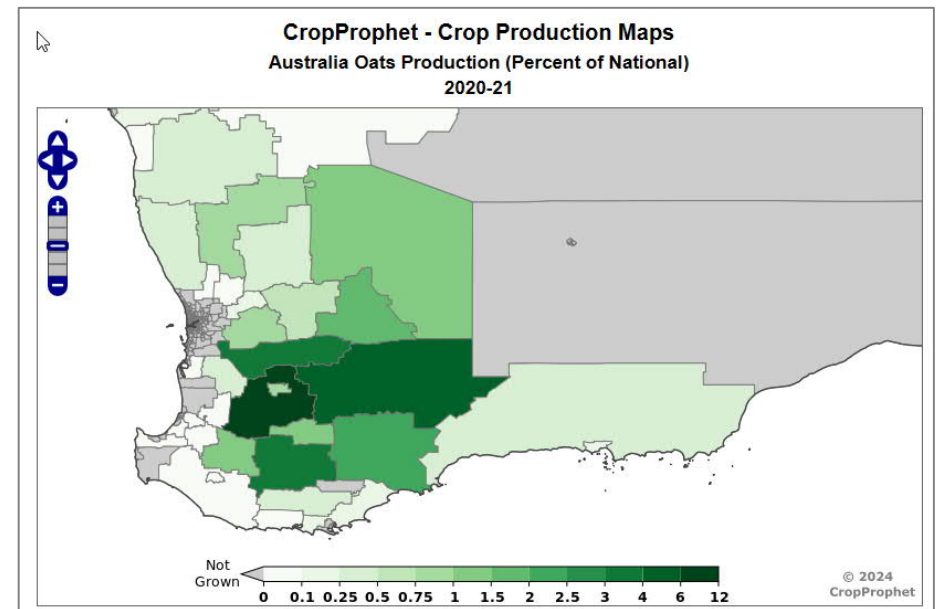 CropProphet - Crop Production Maps
Australia Oats Production (Percent of National)
2020-21
Not
Grown
0 0.1 0.25 0.5 0.75 1 1.5 2 2.5 3 4 6 12
© 2024
CropProphet